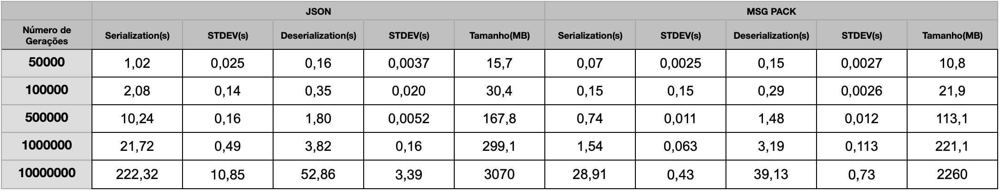 JSON MSG PACK
Número de
Gerações Serialization(s) STDEV(s) Deserialization(s) STDEV(s) Tamanho(MB) Serialization(s) STDEV(s) Deserialization(s) STDEV(s) Tamanho(MB)
50000 1,02 0,025 0,16 0,0037 15,7 0,07 0,0025 0,15 0,0027 10,8
100000 2,08 0,14 0,35 0,020 30,4 0,15 0,15 0,29 0,0026 21,9
500000 10,24 0,16 1,80 0,0052 167,8 0,74 0,011 1,48 0,012 113,1
1000000 21,72 0,49 3,82 0,16 299,1 1,54 0,063 3,19 0,113 221,1
10000000 222,32 10,85 52,86 3,39 3070 28,91 0,43 39,13 0,73 2260